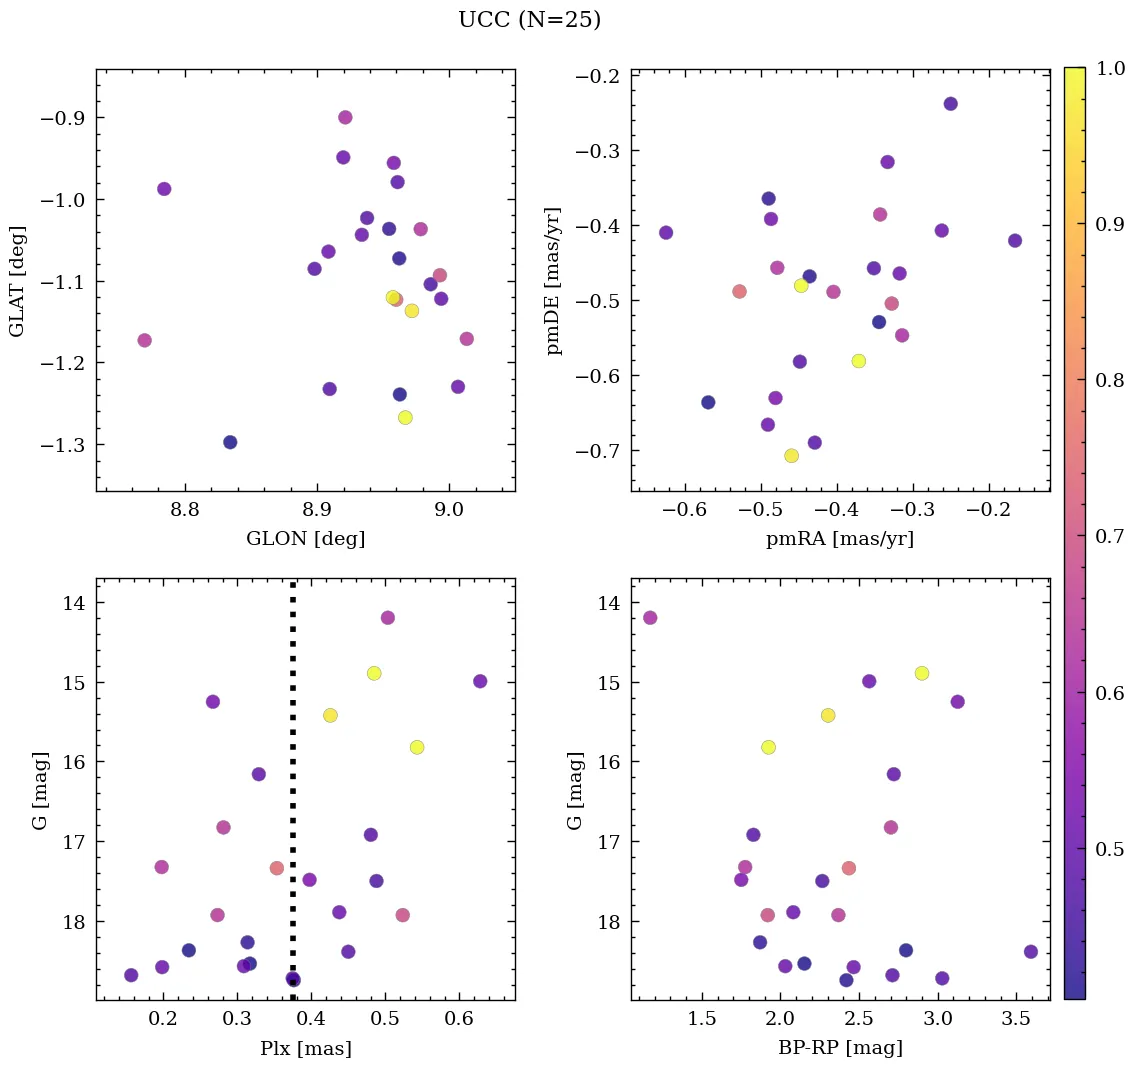 UCC (N=25)
−0.9
−1.0
−1.1
−1.2
−1.3
GLAT [deg]
8.8 8.9 9.0
GLON [deg]
−0.2
−0.3
−0.4
−0.5
−0.6
−0.7
pmDE [mas/yr]
−0.6 −0.5 −0.4 −0.3 −0.2
pmRA [mas/yr]
14
15
16
17
18
G [mag]
0.2 0.3 0.4 0.5 0.6
Plx [mas]
14
15
16
17
18
G [mag]
1.5 2.0 2.5 3.0 3.5
BP-RP [mag]
1.0
0.9
0.8
0.7
0.6
0.5